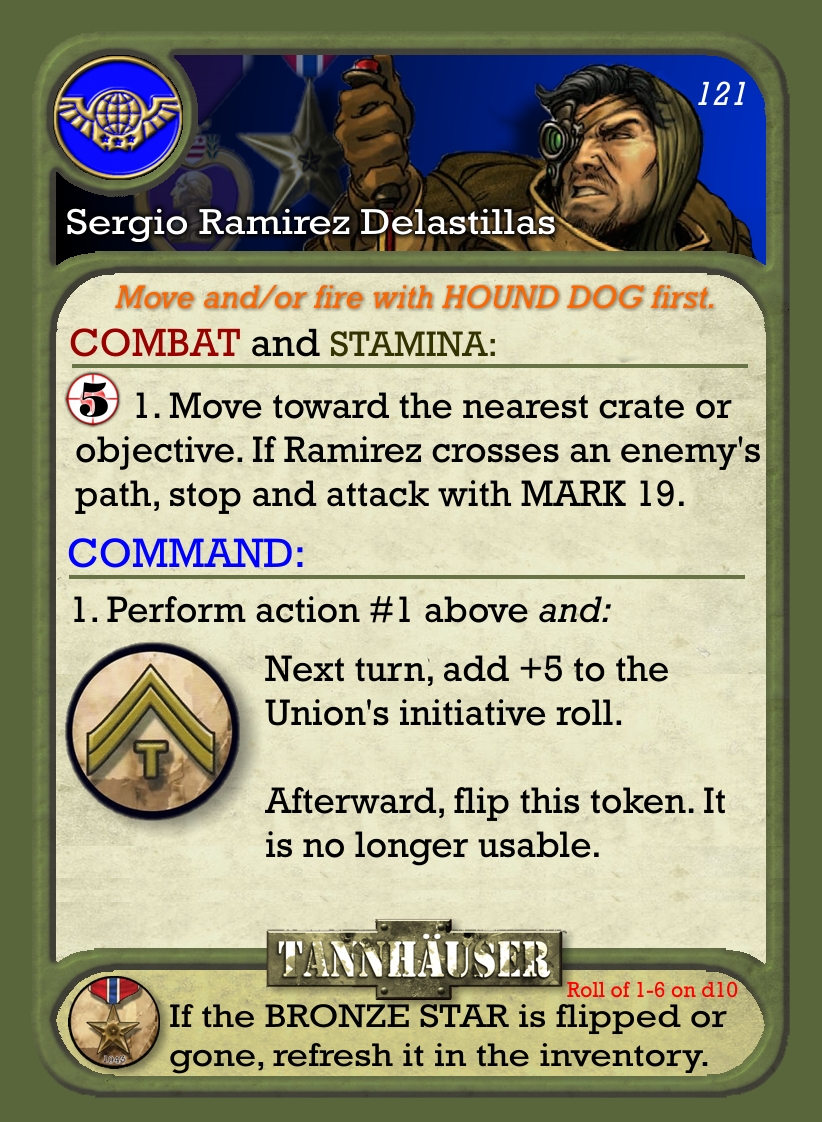 121
Sergio Ramirez Delastillas
Move and/or fire with HOUND DOG first.
COMBAT and STAMINA:
5 1. Move toward the nearest crate or
objective. If Ramirez crosses an enemy's
path, stop and attack with MARK 19.
COMMAND:
1. Perform action #1 above and:
T
Next turn, add +5 to the
Union's initiative roll.
Afterward, flip this token. It
is no longer usable.
TANNHÄUSER
Roll of 1-6 on d10
If the BRONZE STAR is flipped or
gone, refresh it in the inventory.